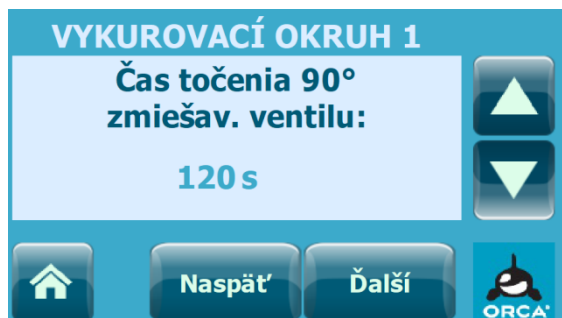 VYKUROVACÍ OKRUH 1
Čas točenia 90°
zmiešav. ventilu:
120 s
Naspäť
Ďalší
ORCA